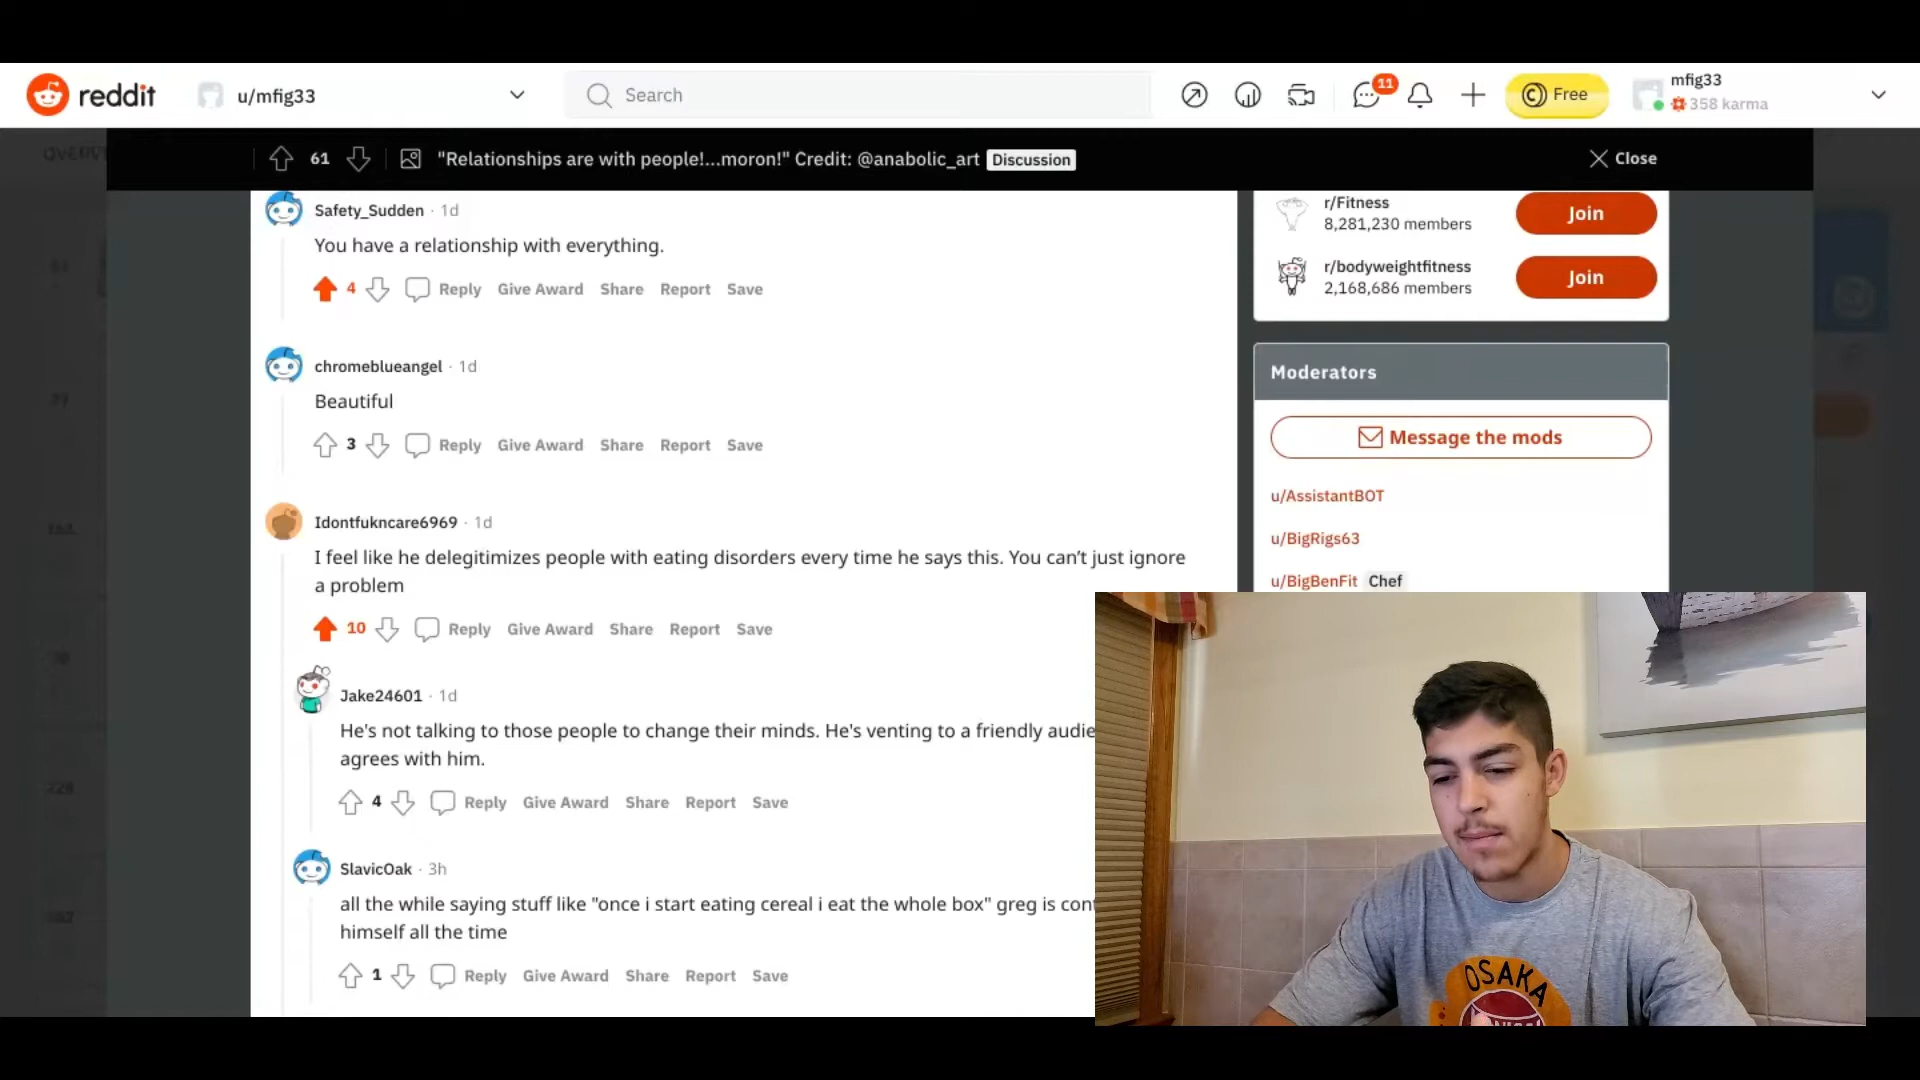 reddit
u/mfig33
Search
11
Free
mfig33
358 karma
61
"Relationships are with people!...moron!" Credit: @anabolic_art
Discussion
Close
Safety_Sudden · 1d
You have a relationship with everything.
4 Reply Give Award Share Report Save
chromeblueangel · 1d
Beautiful
3 Reply Give Award Share Report Save
Idontfukncare6969 · 1d
I feel like he delegitimizes people with eating disorders every time he says this. You can't just ignore
a problem
10 Reply Give Award Share Report Save
Jake24601 · 1d
He's not talking to those people to change their minds. He's venting to a friendly audie
agrees with him.
4 Reply Give Award Share Report Save
SlavicOak · 3h
all the while saying stuff like "once i start eating cereal i eat the whole box" greg is con
himself all the time
1 Reply Give Award Share Report Save
r/Fitness
8,281,230 members
Join
r/bodyweightfitness
2,168,686 members
Join
Moderators
Message the mods
u/AssistantBOT
u/BigRigs63
u/BigBenFit Chef
OSAKA